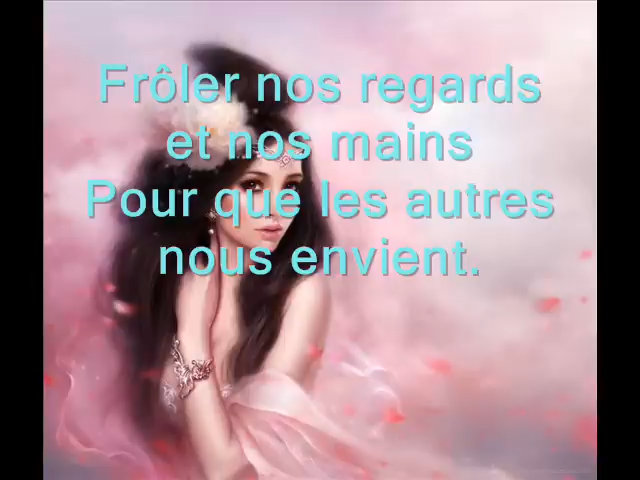 Frôler nos regards
et nos mains
Pour que les autres
nous envient.